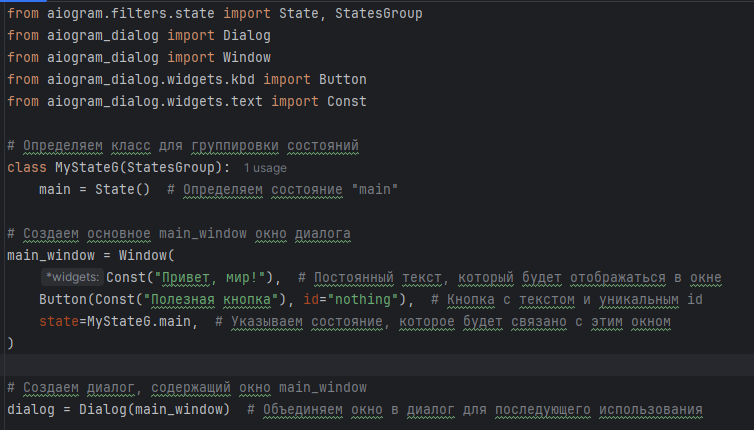 from aiogram.filters.state import State, StatesGroup
from aiogram_dialog import Dialog
from aiogram_dialog import Window
from aiogram_dialog.widgets.kbd import Button
from aiogram_dialog.widgets.text import Const
# Определяем класс для группировки состояний
class MyStateG(StatesGroup): 1 usage
main = State() # Определяем состояние "main"
# Создаем основное main_window окно диалога
main_window = Window(
*widgets: Const("Привет, мир!"), # Постоянный текст, который будет отображаться в окне
Button(Const("Полезная кнопка"), id="nothing"), # Кнопка с текстом и уникальным id
state=MyStateG.main, # Указываем состояние, которое будет связано с этим окном
)
# Создаем диалог, содержащий окно main_window
dialog = Dialog(main_window) # Объединяем окно в диалог для последующего использования